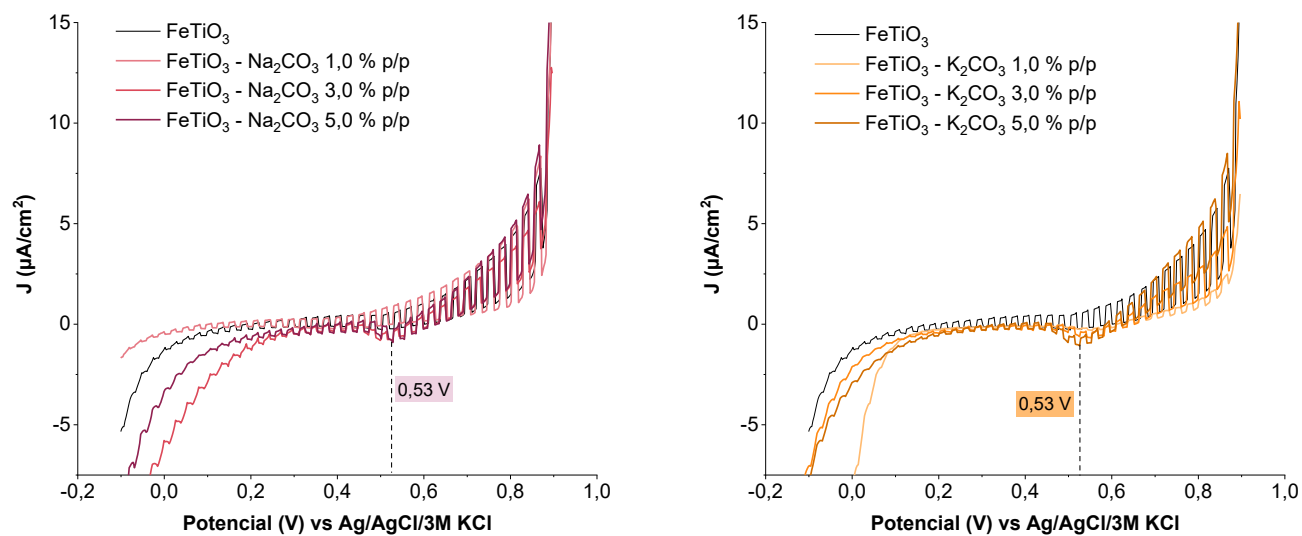 15
10
5
0
-5
J (µA/cm²)
FeTiO₃
FeTiO₃ - Na₂CO₃ 1,0 % p/p
FeTiO₃ - Na₂CO₃ 3,0 % p/p
FeTiO₃ - Na₂CO₃ 5,0 % p/p
0,53 V
-0,2 0,0 0,2 0,4 0,6 0,8 1,0
Potencial (V) vs Ag/AgCl/3M KCl
15
10
5
0
-5
J (µA/cm²)
FeTiO₃
FeTiO₃ - K₂CO₃ 1,0 % p/p
FeTiO₃ - K₂CO₃ 3,0 % p/p
FeTiO₃ - K₂CO₃ 5,0 % p/p
0,53 V
-0,2 0,0 0,2 0,4 0,6 0,8 1,0
Potencial (V) vs Ag/AgCl/3M KCl